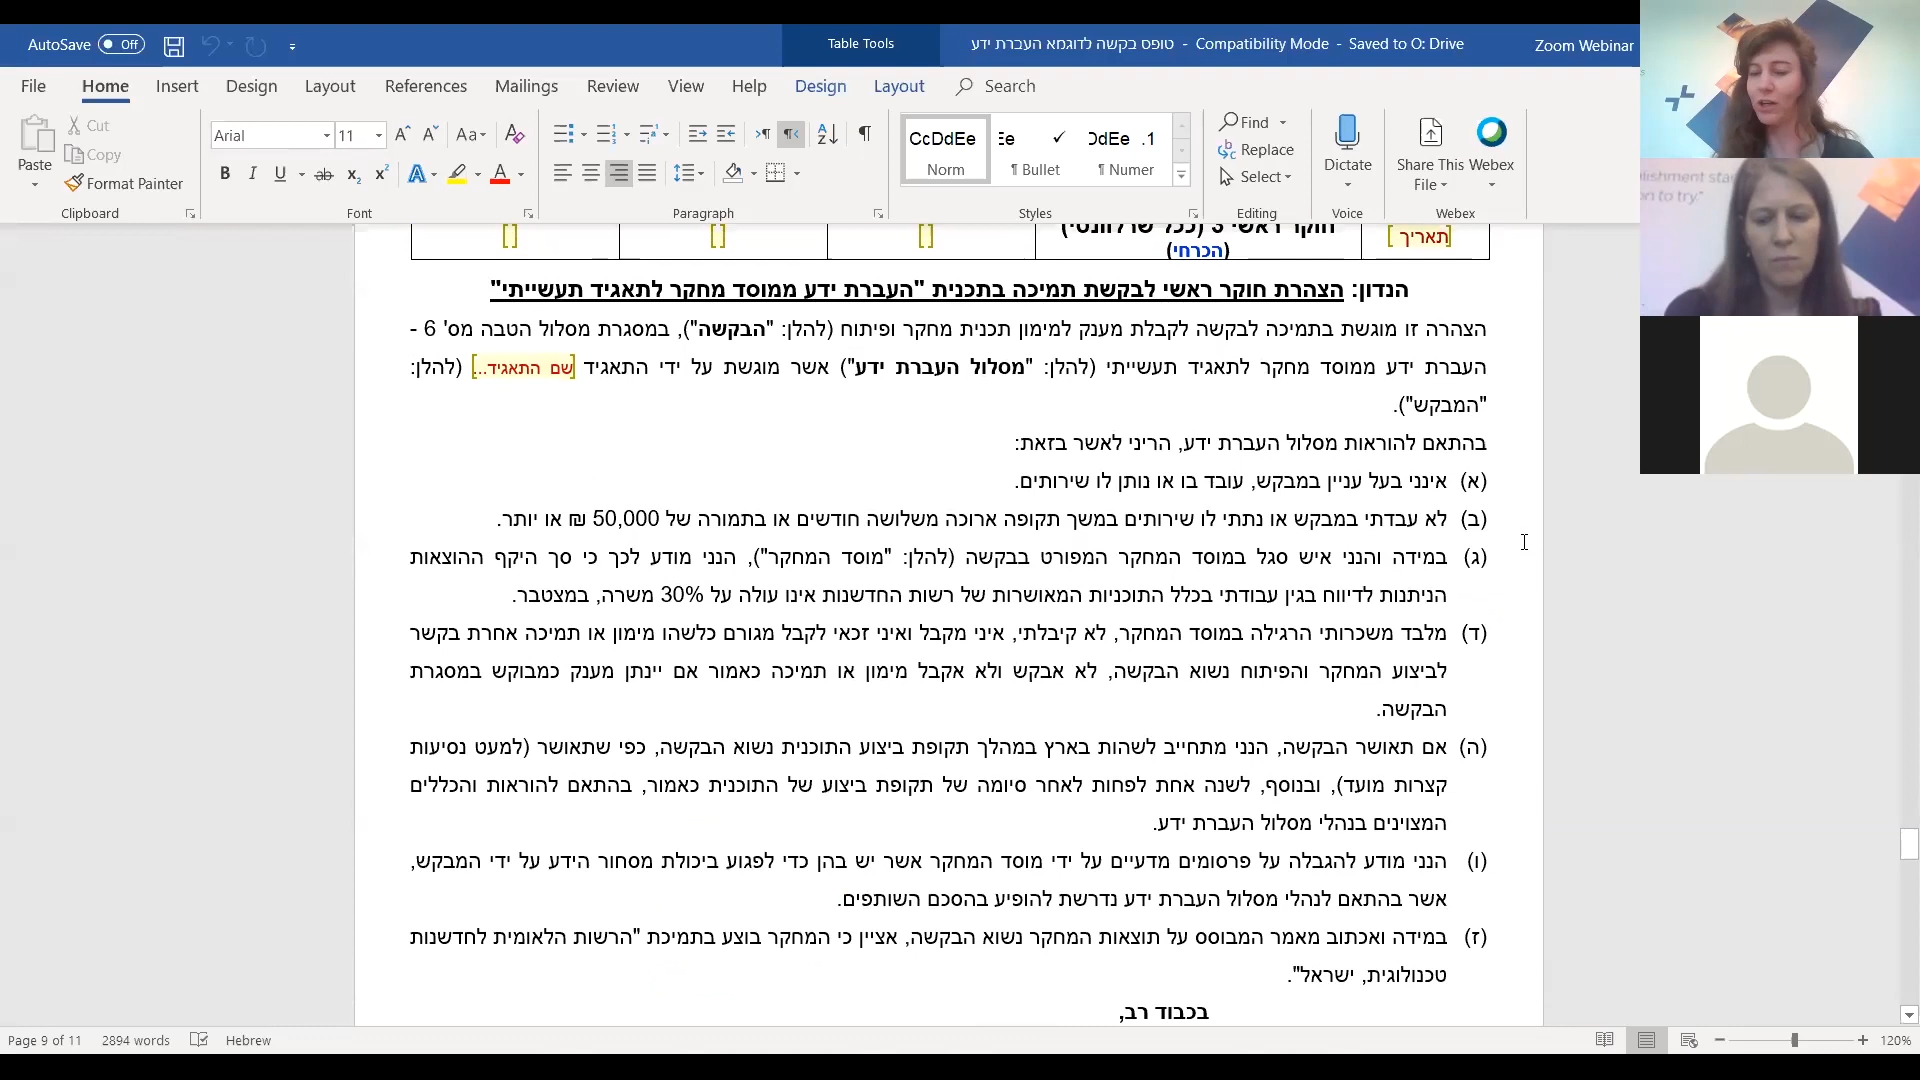 AutoSave Off
Table Tools
טופס בקשה לדוגמא העברת ידע - Compatibility Mode - Saved to O: Drive
Zoom Webinar
File Home Insert Design Layout References Mailings Review View Help Design Layout Search
Paste
Cut
Copy
Format Painter
Clipboard
Arial 11
Font
Paragraph
CcDdEe
Norm
¶ Bullet
¶ Numer
Styles
Find
Replace
Select
Editing
Dictate
Voice
Share This File
Webex
Webex
חוקר ראשי 3 (ככל שרלוונטי)
(הכרחי)
[תאריך]
הנדון: הצהרת חוקר ראשי לבקשת תמיכה בתכנית "העברת ידע ממוסד מחקר לתאגיד תעשייתי"
הצהרה זו מוגשת בתמיכה לבקשה לקבלת מענק למימון תכנית מחקר ופיתוח (להלן: "הבקשה"), במסגרת מסלול הטבה מס' 6 -
העברת ידע ממוסד מחקר לתאגיד תעשייתי (להלן: "מסלול העברת ידע") אשר מוגשת על ידי התאגיד [שם התאגיד...] (להלן:
"המבקש").
בהתאם להוראות מסלול העברת ידע, הריני לאשר בזאת:
(א) אינני בעל עניין במבקש, עובד בו או נותן לו שירותים.
(ב) לא עבדתי במבקש או נתתי לו שירותים במשך תקופה ארוכה משלושה חודשים או בתמורה של 50,000 ₪ או יותר.
(ג) במידה והנני איש סגל במוסד המחקר המפורט בבקשה (להלן: "מוסד המחקר"), הנני מודע לכך כי סך היקף ההוצאות
הניתנות לדיווח בגין עבודתי בכלל התוכניות המאושרות של רשות החדשנות אינו עולה על 30% משרה, במצטבר.
(ד) מלבד משכרותי הרגילה במוסד המחקר, לא קיבלתי, איני מקבל ואיני זכאי לקבל מגורם כלשהו מימון או תמיכה אחרת בקשר
לביצוע המחקר והפיתוח נשוא הבקשה, לא אבקש ולא אקבל מימון או תמיכה כאמור אם יינתן מענק כמבוקש במסגרת
הבקשה.
(ה) אם תאושר הבקשה, הנני מתחייב לשהות בארץ במהלך תקופת ביצוע התוכנית נשוא הבקשה, כפי שתאושר (למעט נסיעות
קצרות מועד), ובנוסף, לשנה אחת לפחות לאחר סיומה של תקופת ביצוע של התוכנית כאמור, בהתאם להוראות והכללים
המצוינים בנהלי מסלול העברת ידע.
(ו) הנני מודע להגבלה על פרסומים מדעיים על ידי מוסד המחקר אשר יש בהן כדי לפגוע ביכולת מסחור הידע על ידי המבקש,
אשר בהתאם לנהלי מסלול העברת ידע נדרשת להופיע בהסכם השותפים.
(ז) במידה ואכתוב מאמר המבוסס על תוצאות המחקר נשוא הבקשה, אציין כי המחקר בוצע בתמיכת "הרשות הלאומית לחדשנות
טכנולוגית, ישראל".
בכבוד רב,
Page 9 of 11 2894 words Hebrew
120%